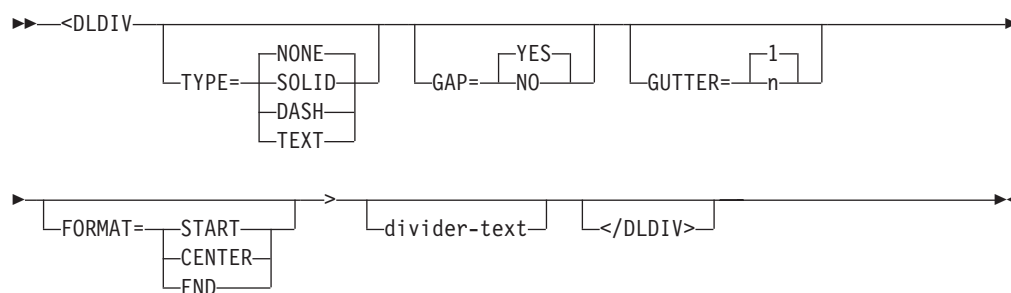 <DLDIV
NONE YES 1
TYPE= SOLID GAP= NO GUTTER= n
DASH
TEXT
>
FORMAT= START divider-text </DLDIV>
CENTER
END